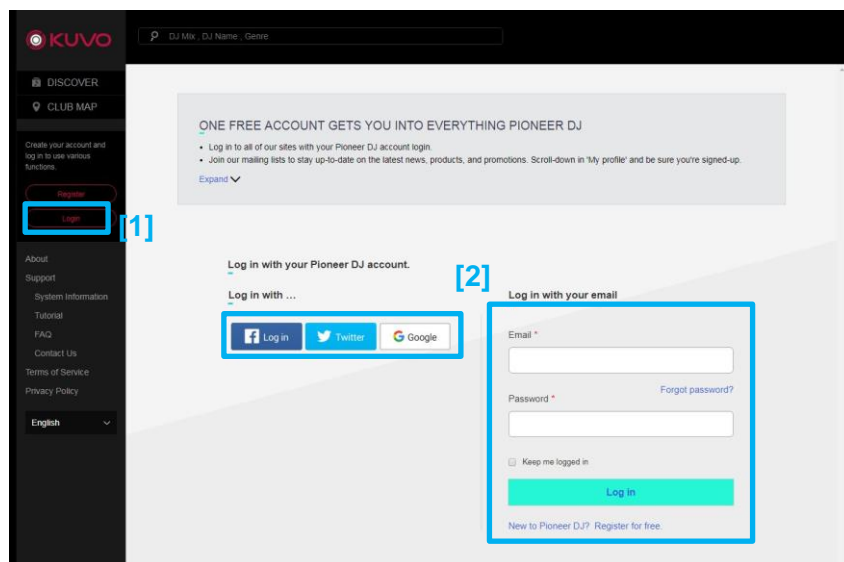 KUVO
DJ Mix , DJ Name , Genre
DISCOVER
CLUB MAP
Create your account and
log in to use various
functions.
Register
Login
[1]
About
Support
System Information
Tutorial
FAQ
Contact Us
Terms of Service
Privacy Policy
English
ONE FREE ACCOUNT GETS YOU INTO EVERYTHING PIONEER DJ
• Log in to all of our sites with your Pioneer DJ account login.
• Join our mailing lists to stay up-to-date on the latest news, products, and promotions. Scroll-down in 'My profile' and be sure you're signed-up.
Expand
Log in with your Pioneer DJ account.
[2]
Log in with ...
f Log in
Twitter
G Google
Log in with your email
Email *
Forgot password?
Password *
Keep me logged in
Log in
New to Pioneer DJ? Register for free.